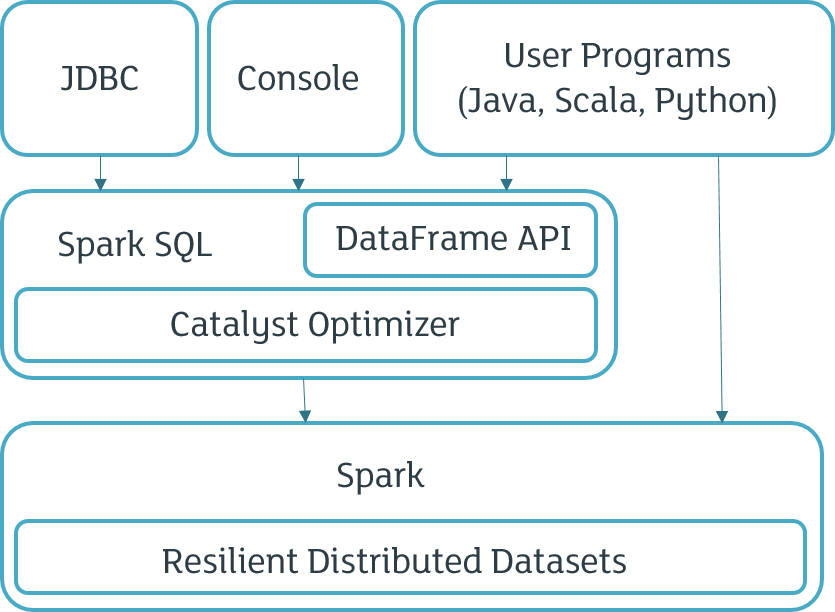 JDBC
Console
User Programs
(Java, Scala, Python)
Spark SQL
DataFrame API
Catalyst Optimizer
Spark
Resilient Distributed Datasets